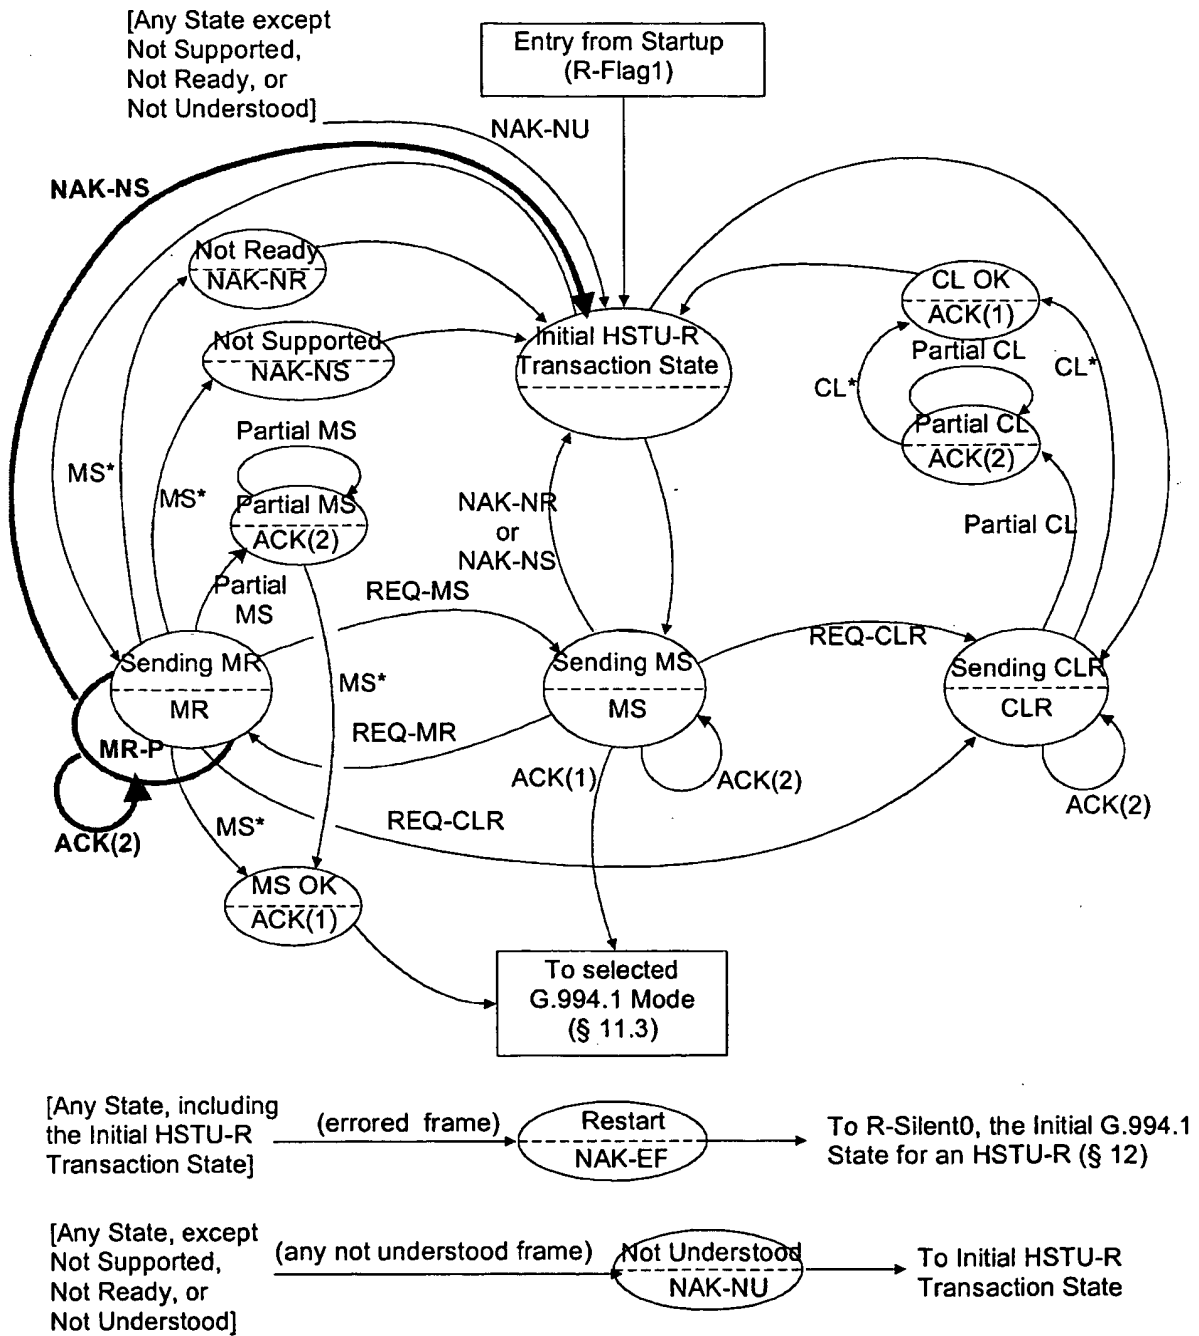 [Any State except
Not Supported,
Not Ready, or
Not Understood]
Entry from Startup
(R-Flag1)
NAK-NU
NAK-NS
Not Ready
NAK-NR
CL OK
ACK(1)
Not Supported
NAK-NS
Initial HSTU-R
Transaction State
Partial CL
CL*
CL*
Partial MS
Partial CL
ACK(2)
MS*
MS*
Partial MS
ACK(2)
NAK-NR
or
NAK-NS
Partial CL
Partial
MS
REQ-MS
REQ-CLR
Sending MR
MR
MS*
Sending MS
MS
Sending CLR
CLR
MR-P
REQ-MR
ACK(1)
ACK(2)
ACK(2)
ACK(2)
MS*
REQ-CLR
MS OK
ACK(1)
To selected
G.994.1 Mode
(§ 11.3)
[Any State, including
the Initial HSTU-R
Transaction State]
(errored frame)
Restart
NAK-EF
To R-Silent0, the Initial G.994.1
State for an HSTU-R (§ 12)
[Any State, except
Not Supported,
Not Ready, or
Not Understood]
(any not understood frame)
Not Understood
NAK-NU
To Initial HSTU-R
Transaction State